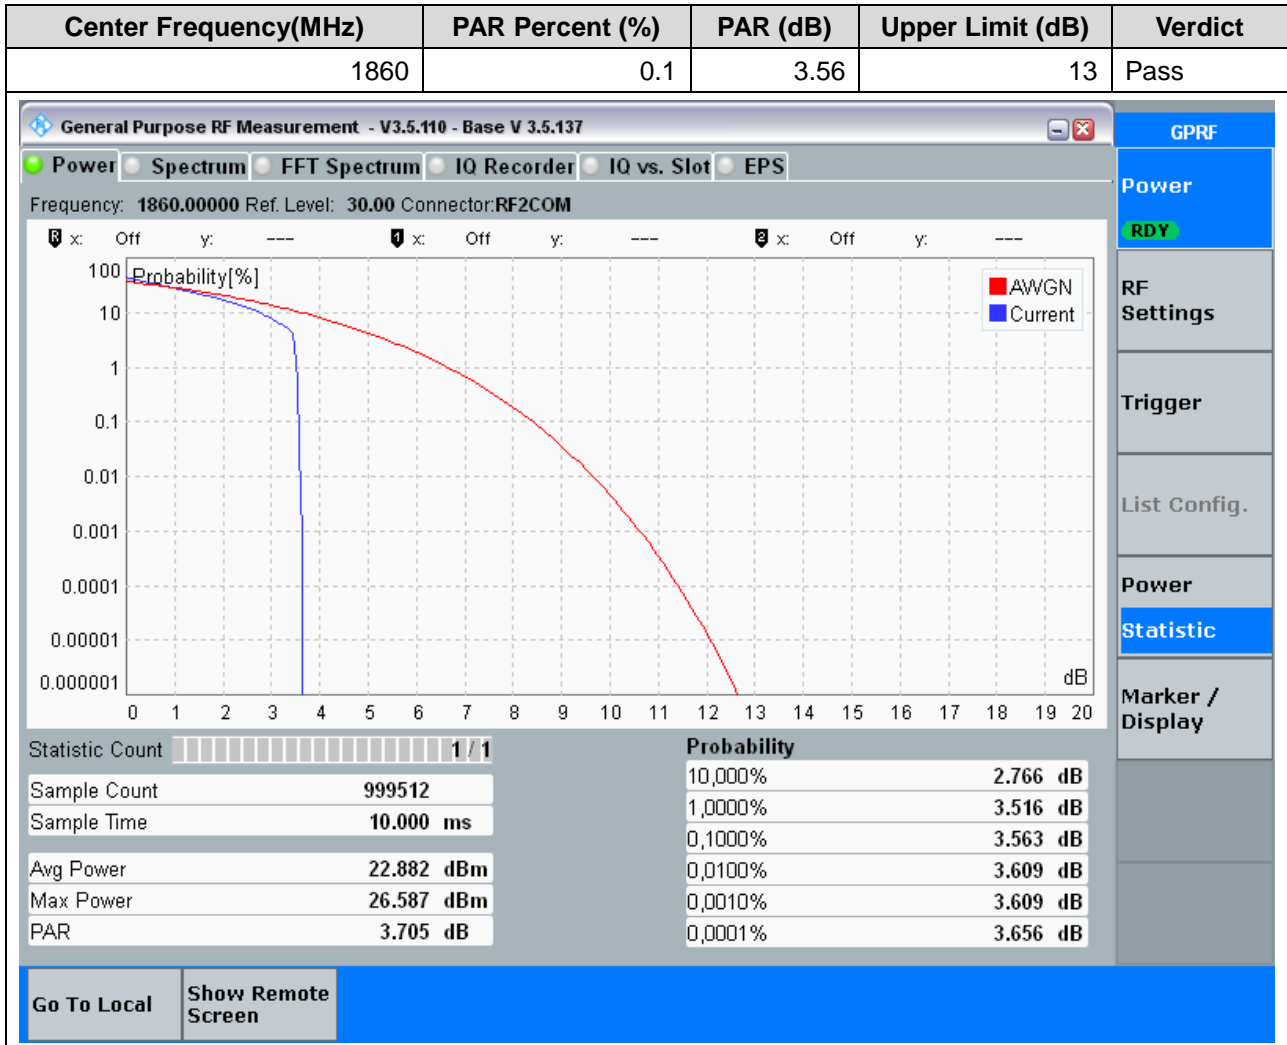 Center Frequency(MHz) PAR Percent (%) PAR (dB) Upper Limit (dB) Verdict
1860 0.1 3.56 13 Pass
General Purpose RF Measurement - V3.5.110 - Base V 3.5.137
GPRF
Power Spectrum FFT Spectrum IQ Recorder IQ vs. Slot EPS
Power
RDY
Frequency: 1860.00000 Ref. Level: 30.00 Connector:RF2COM
R x: Off y: --- 1 x: Off y: --- 2 x: Off y: ---
Probability[%]
AWGN
Current
100
10
1
0.1
0.01
0.001
0.0001
0.00001
0.000001
dB
0 1 2 3 4 5 6 7 8 9 10 11 12 13 14 15 16 17 18 19 20
RF
Settings
Trigger
List Config.
Power
Statistic
Marker /
Display
Statistic Count 1 / 1
Sample Count 999512
Sample Time 10.000 ms
Avg Power 22.882 dBm
Max Power 26.587 dBm
PAR 3.705 dB
Probability
10,000% 2.766 dB
1,0000% 3.516 dB
0,1000% 3.563 dB
0,0100% 3.609 dB
0,0010% 3.609 dB
0,0001% 3.656 dB
Go To Local
Show Remote
Screen